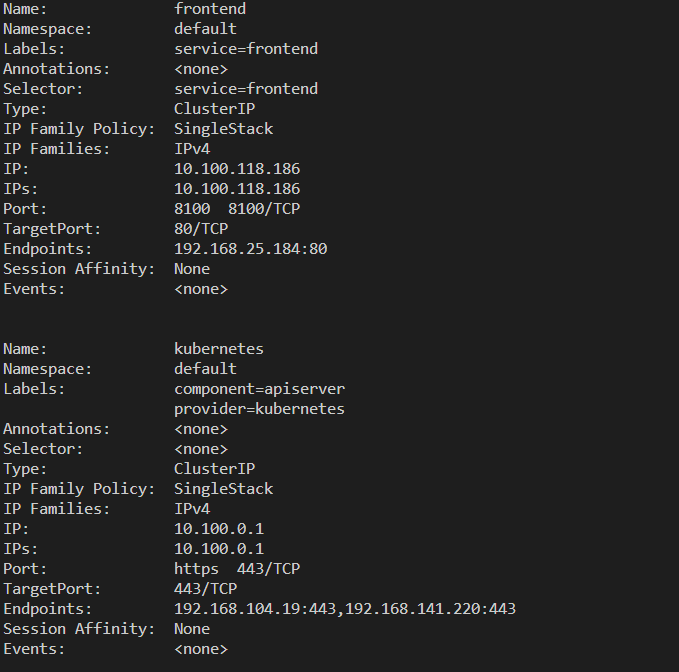 Name:              frontend
Namespace:         default
Labels:            service=frontend
Annotations:       <none>
Selector:          service=frontend
Type:              ClusterIP
IP Family Policy:  SingleStack
IP Families:       IPv4
IP:                10.100.118.186
IPs:               10.100.118.186
Port:              8100  8100/TCP
TargetPort:        80/TCP
Endpoints:         192.168.25.184:80
Session Affinity:  None
Events:            <none>

Name:              kubernetes
Namespace:         default
Labels:            component=apiserver
                   provider=kubernetes
Annotations:       <none>
Selector:          <none>
Type:              ClusterIP
IP Family Policy:  SingleStack
IP Families:       IPv4
IP:                10.100.0.1
IPs:               10.100.0.1
Port:              https  443/TCP
TargetPort:        443/TCP
Endpoints:         192.168.104.19:443,192.168.141.220:443
Session Affinity:  None
Events:            <none>